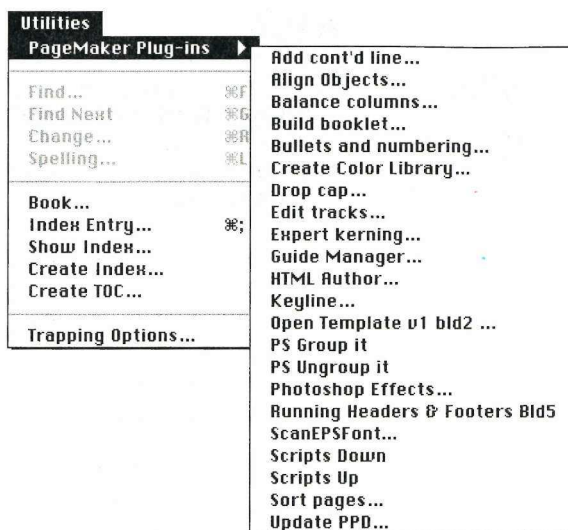 Utilities
PageMaker Plug-ins
Find... ⌘F
Find Next ⌘G
Change... ⌘R
Spelling... ⌘L
Book...
Index Entry... ⌘;
Show Index...
Create Index...
Create TOC...
Trapping Options...
Add cont'd line...
Align Objects...
Balance columns...
Build booklet...
Bullets and numbering...
Create Color Library...
Drop cap...
Edit tracks...
Expert kerning...
Guide Manager...
HTML Author...
Keyline...
Open Template v1 bld2 ...
PS Group it
PS Ungroup it
Photoshop Effects...
Running Headers & Footers Bld5
ScanEPSFont...
Scripts Down
Scripts Up
Sort pages...
Update PPD...